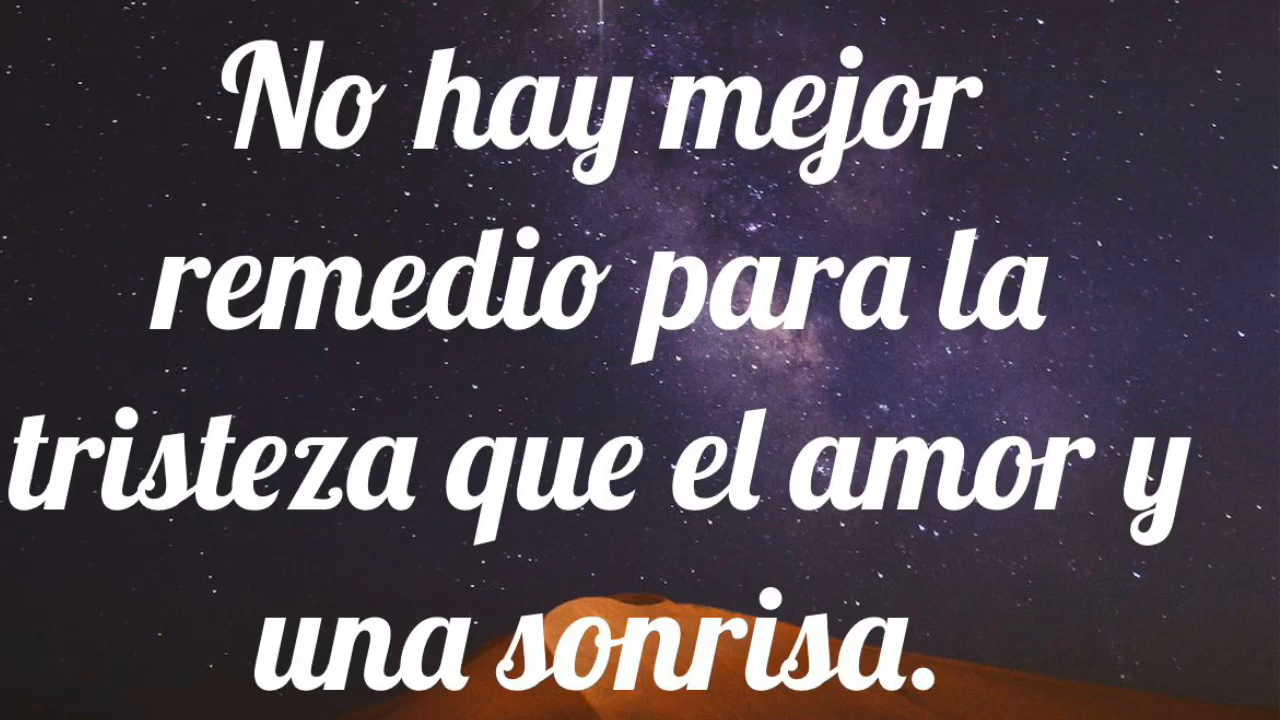 No hay mejor
remedio para la
tristeza que el amor y
una sonrisa.